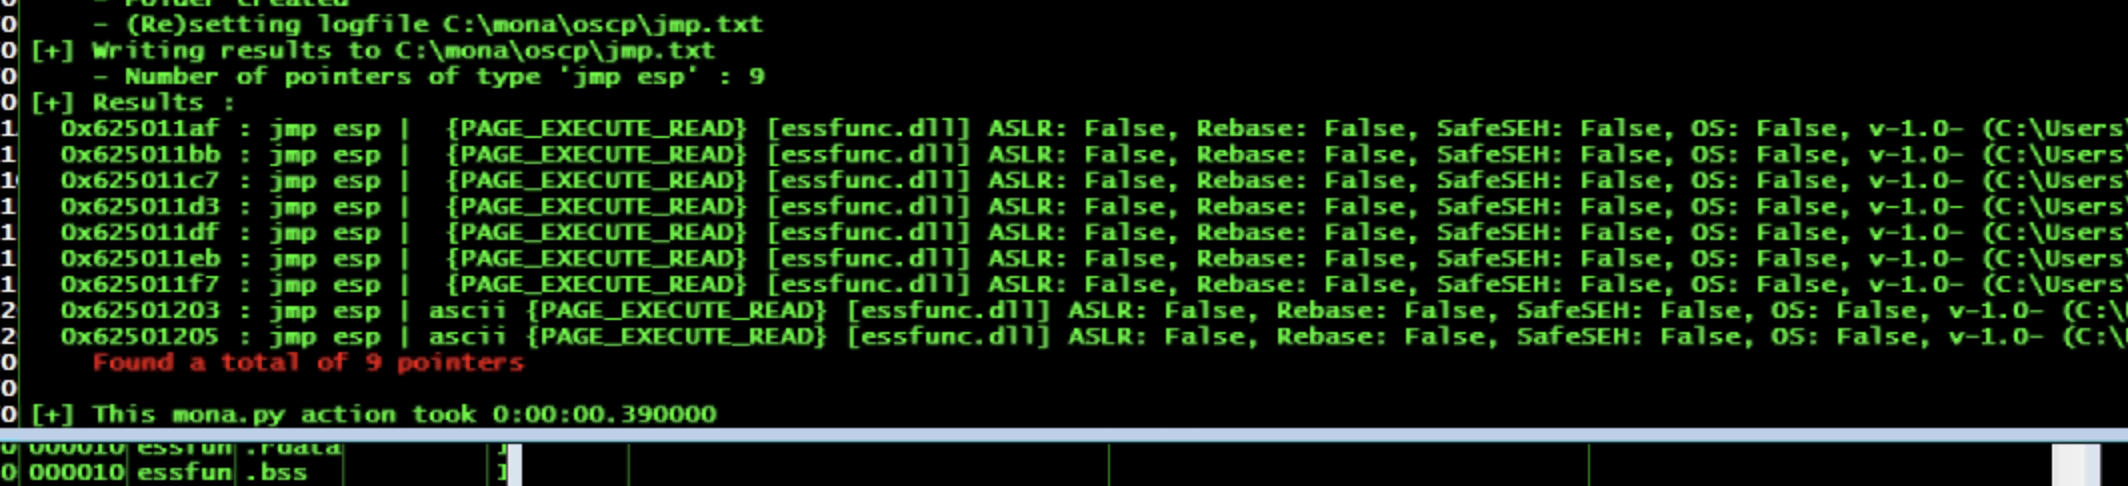 - Folder created
0 - (Re)setting logfile C:\mona\oscp\jmp.txt
0 [+] Writing results to C:\mona\oscp\jmp.txt
0 - Number of pointers of type 'jmp esp' : 9
0 [+] Results :
1 0x625011af : jmp esp | {PAGE_EXECUTE_READ} [essfunc.dll] ASLR: False, Rebase: False, SafeSEH: False, OS: False, v-1.0- (C:\Users
1 0x625011bb : jmp esp | {PAGE_EXECUTE_READ} [essfunc.dll] ASLR: False, Rebase: False, SafeSEH: False, OS: False, v-1.0- (C:\Users
1 0x625011c7 : jmp esp | {PAGE_EXECUTE_READ} [essfunc.dll] ASLR: False, Rebase: False, SafeSEH: False, OS: False, v-1.0- (C:\Users
1 0x625011d3 : jmp esp | {PAGE_EXECUTE_READ} [essfunc.dll] ASLR: False, Rebase: False, SafeSEH: False, OS: False, v-1.0- (C:\Users
1 0x625011df : jmp esp | {PAGE_EXECUTE_READ} [essfunc.dll] ASLR: False, Rebase: False, SafeSEH: False, OS: False, v-1.0- (C:\Users
1 0x625011eb : jmp esp | {PAGE_EXECUTE_READ} [essfunc.dll] ASLR: False, Rebase: False, SafeSEH: False, OS: False, v-1.0- (C:\Users
1 0x625011f7 : jmp esp | {PAGE_EXECUTE_READ} [essfunc.dll] ASLR: False, Rebase: False, SafeSEH: False, OS: False, v-1.0- (C:\Users
2 0x62501203 : jmp esp | ascii {PAGE_EXECUTE_READ} [essfunc.dll] ASLR: False, Rebase: False, SafeSEH: False, OS: False, v-1.0- (C:\
2 0x62501205 : jmp esp | ascii {PAGE_EXECUTE_READ} [essfunc.dll] ASLR: False, Rebase: False, SafeSEH: False, OS: False, v-1.0- (C:\
0 Found a total of 9 pointers
0
0 [+] This mona.py action took 0:00:00.390000
0 000010 essfun .rdata
0 000010 essfun .bss